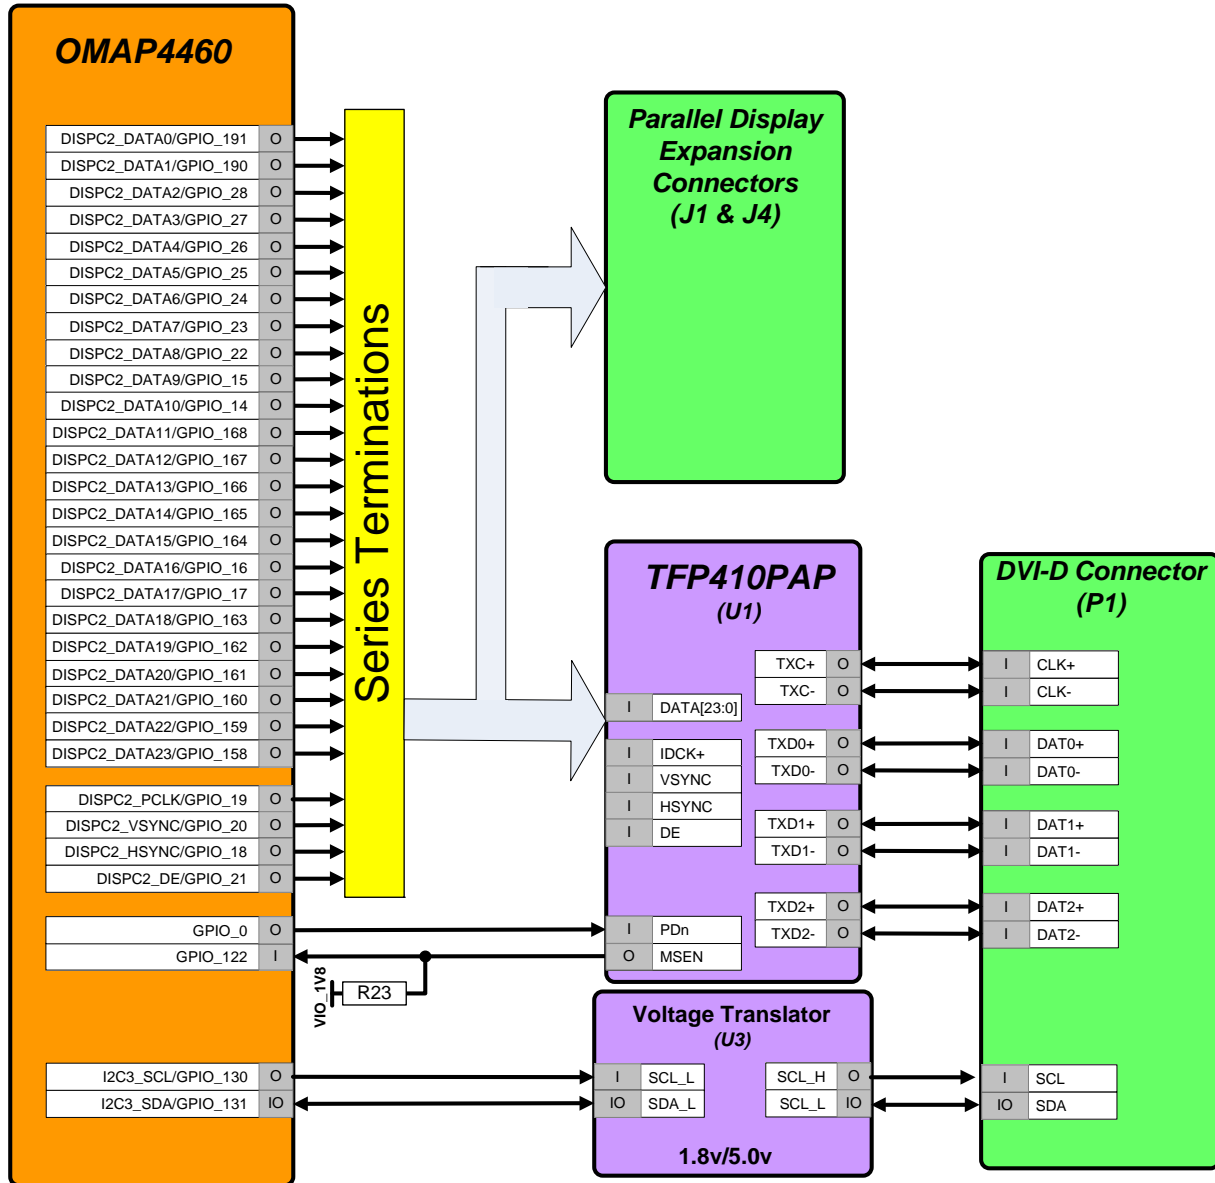 OMAP4460
DISPC2_DATA0/GPIO_191 O
DISPC2_DATA1/GPIO_190 O
DISPC2_DATA2/GPIO_28 O
DISPC2_DATA3/GPIO_27 O
DISPC2_DATA4/GPIO_26 O
DISPC2_DATA5/GPIO_25 O
DISPC2_DATA6/GPIO_24 O
DISPC2_DATA7/GPIO_23 O
DISPC2_DATA8/GPIO_22 O
DISPC2_DATA9/GPIO_15 O
DISPC2_DATA10/GPIO_14 O
DISPC2_DATA11/GPIO_168 O
DISPC2_DATA12/GPIO_167 O
DISPC2_DATA13/GPIO_166 O
DISPC2_DATA14/GPIO_165 O
DISPC2_DATA15/GPIO_164 O
DISPC2_DATA16/GPIO_16 O
DISPC2_DATA17/GPIO_17 O
DISPC2_DATA18/GPIO_163 O
DISPC2_DATA19/GPIO_162 O
DISPC2_DATA20/GPIO_161 O
DISPC2_DATA21/GPIO_160 O
DISPC2_DATA22/GPIO_159 O
DISPC2_DATA23/GPIO_158 O
DISPC2_PCLK/GPIO_19 O
DISPC2_VSYNC/GPIO_20 O
DISPC2_HSYNC/GPIO_18 O
DISPC2_DE/GPIO_21 O
GPIO_0 O
GPIO_122 I
I2C3_SCL/GPIO_130 O
I2C3_SDA/GPIO_131 IO
Series Terminations
VIO_1V8
R23
Parallel Display
Expansion
Connectors
(J1 & J4)
TFP410PAP
(U1)
I DATA[23:0]
I IDCK+
I VSYNC
I HSYNC
I DE
I PDn
O MSEN
TXC+ O
TXC- O
TXD0+ O
TXD0- O
TXD1+ O
TXD1- O
TXD2+ O
TXD2- O
Voltage Translator
(U3)
I SCL_L
IO SDA_L
SCL_H O
SCL_L IO
1.8v/5.0v
DVI-D Connector
(P1)
I CLK+
I CLK-
I DAT0+
I DAT0-
I DAT1+
I DAT1-
I DAT2+
I DAT2-
I SCL
IO SDA